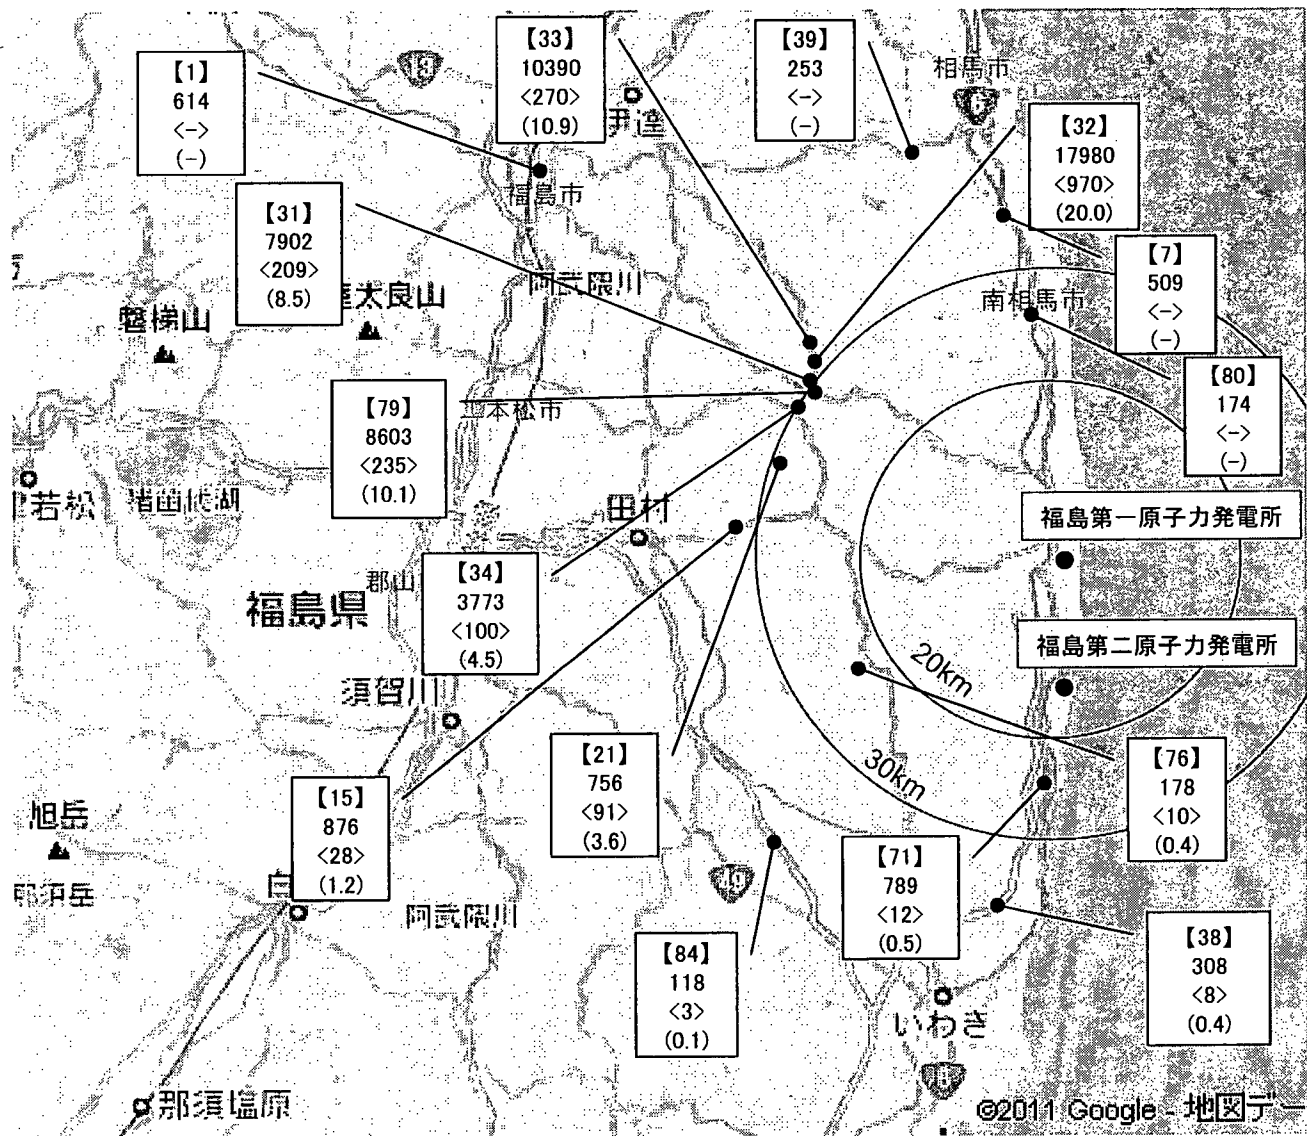 【1】
614
<->
(-)
【33】
10390
<270>
(10.9)
【39】
253
<->
(-)
相馬市
6
13
伊達
【32】
17980
<970>
(20.0)
福島市
【31】
7902
<209>
(8.5)
【7】
509
<->
(-)
阿武隈川
南相馬市
太良山
磐梯山
【80】
174
<->
(-)
【79】
8603
<235>
(10.1)
本松市
若松
猪苗代湖
田村
福島第一原子力発電所
【34】
3773
<100>
(4.5)
郡山
福島県
福島第二原子力発電所
20km
須賀川
【21】
756
<91>
(3.6)
30km
【76】
178
<10>
(0.4)
【15】
876
<28>
(1.2)
旭岳
那須岳
白
49
【71】
789
<12>
(0.5)
阿武隈川
【84】
118
<3>
(0.1)
【38】
308
<8>
(0.4)
いわき
那須塩原
©2011 Google - 地図デー